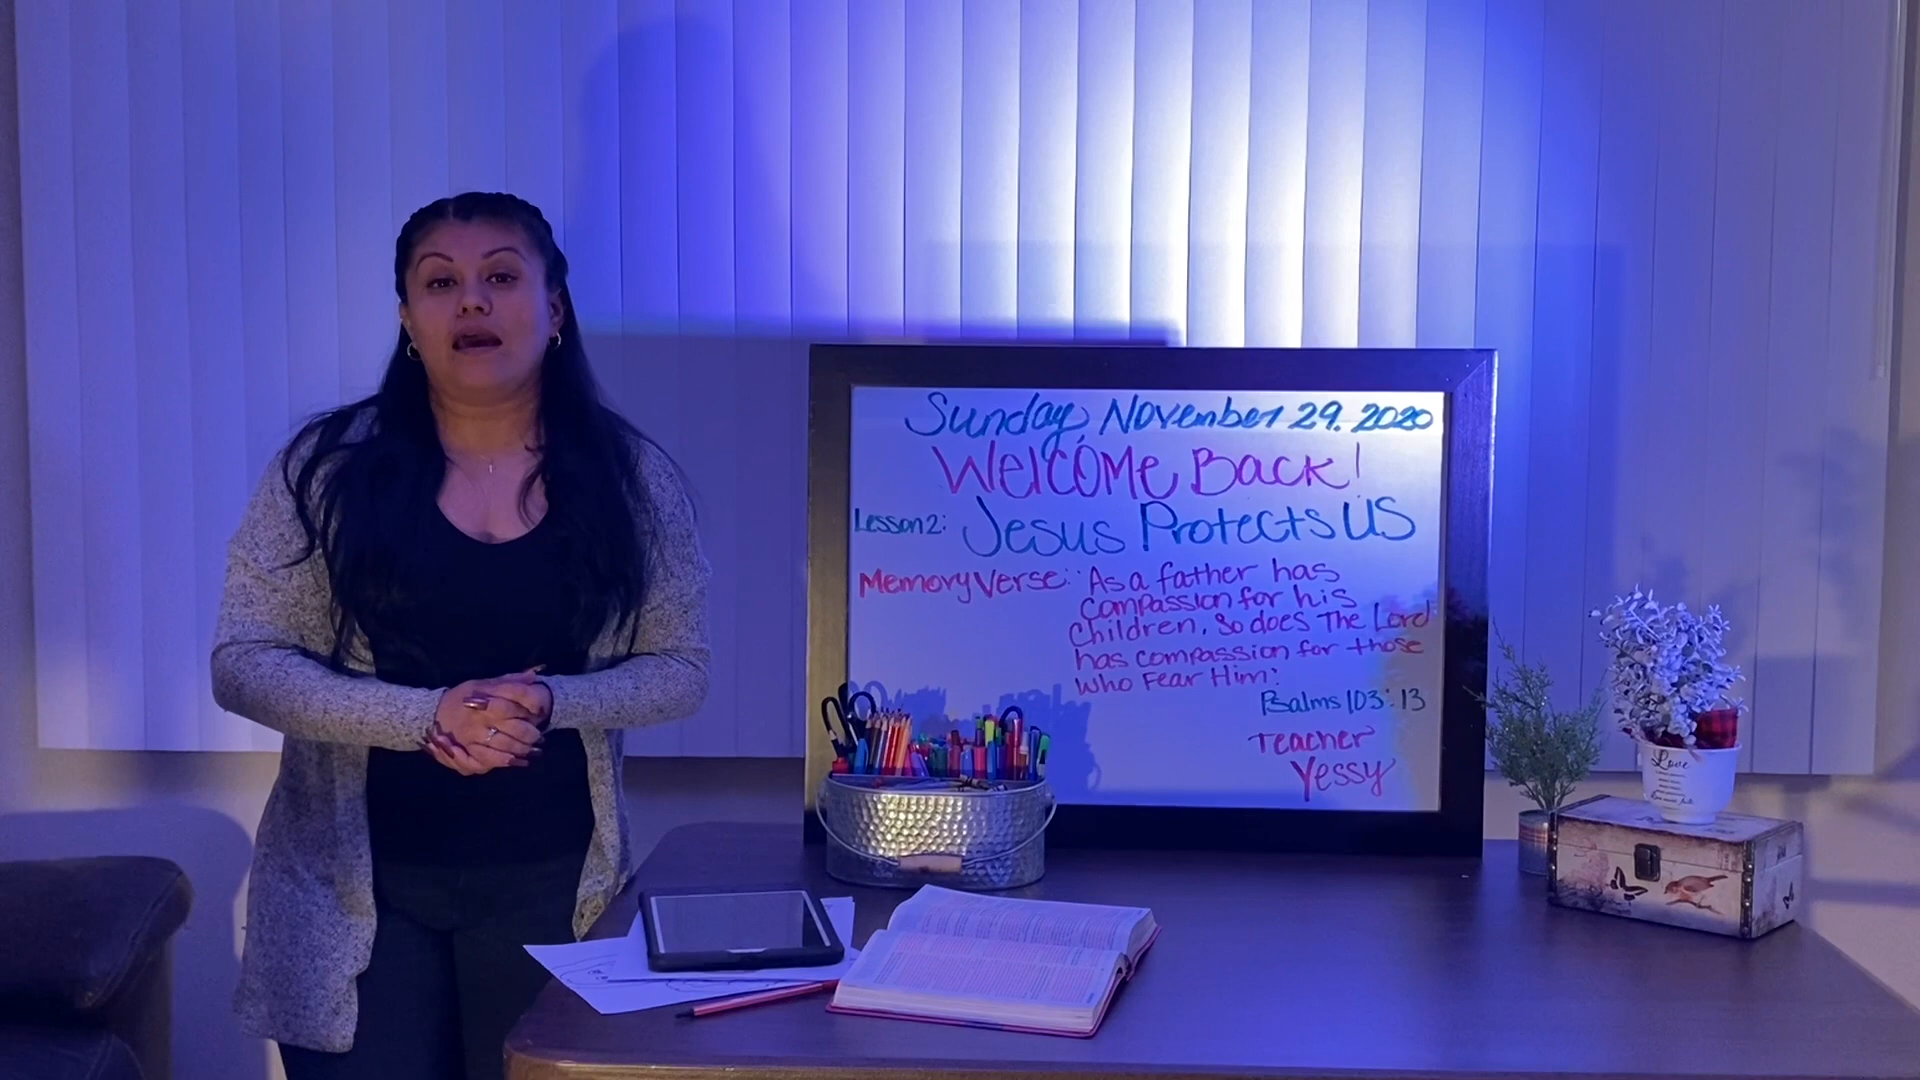 Sunday, November 29. 2020
Welcome Back!
Lesson 2: Jesus Protects US
Memory Verse: As a father has
compassion for his
children, so does The Lord
has compassion for those
who Fear Him:
Psalms 103:13
Teacher
Yessy
Love